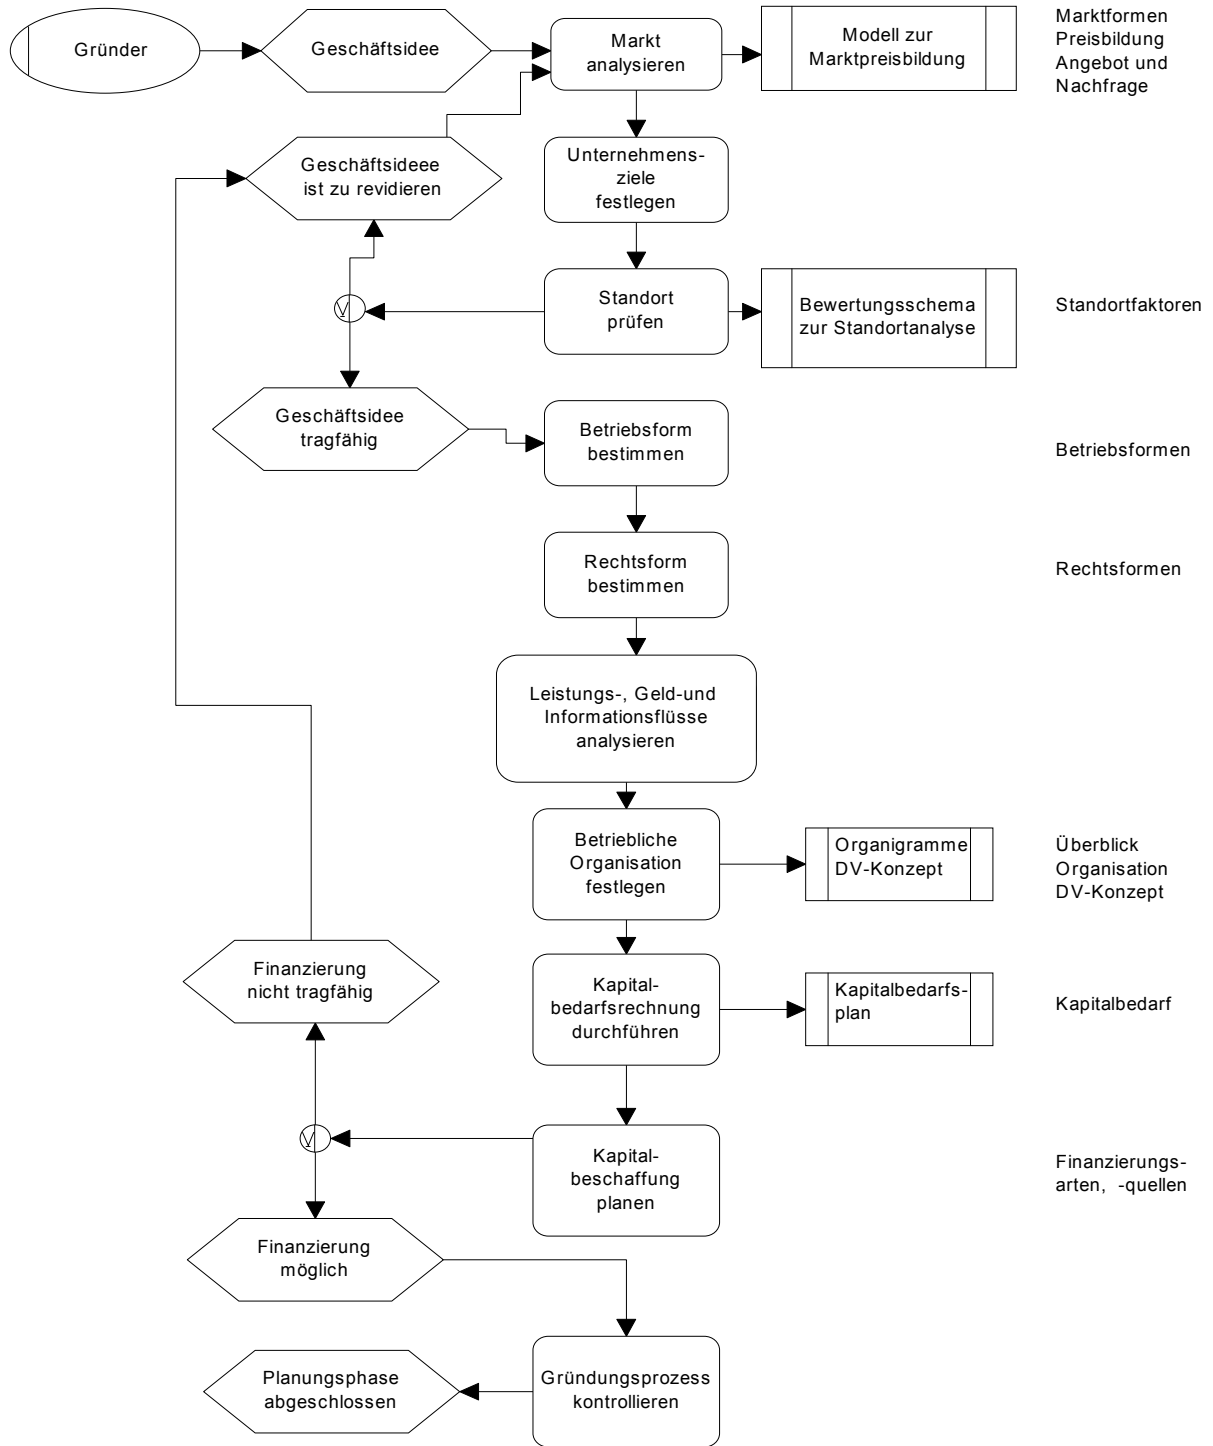 Gründer
Geschäftsidee
Markt
analysieren
Modell zur
Marktpreisbildung
Marktformen
Preisbildung
Angebot und
Nachfrage
Geschäftsideee
ist zu revidieren
Unternehmens-
ziele
festlegen
V
Standort
prüfen
Bewertungsschema
zur Standortanalyse
Standortfaktoren
Geschäftsidee
tragfähig
Betriebsform
bestimmen
Betriebsformen
Rechtsform
bestimmen
Rechtsformen
Leistungs-, Geld-und
Informationsflüsse
analysieren
Betriebliche
Organisation
festlegen
Organigramme
DV-Konzept
Überblick
Organisation
DV-Konzept
Finanzierung
nicht tragfähig
Kapital-
bedarfsrechnung
durchführen
Kapitalbedarfs-
plan
Kapitalbedarf
V
Kapital-
beschaffung
planen
Finanzierungs-
arten, -quellen
Finanzierung
möglich
Planungsphase
abgeschlossen
Gründungsprozess
kontrollieren